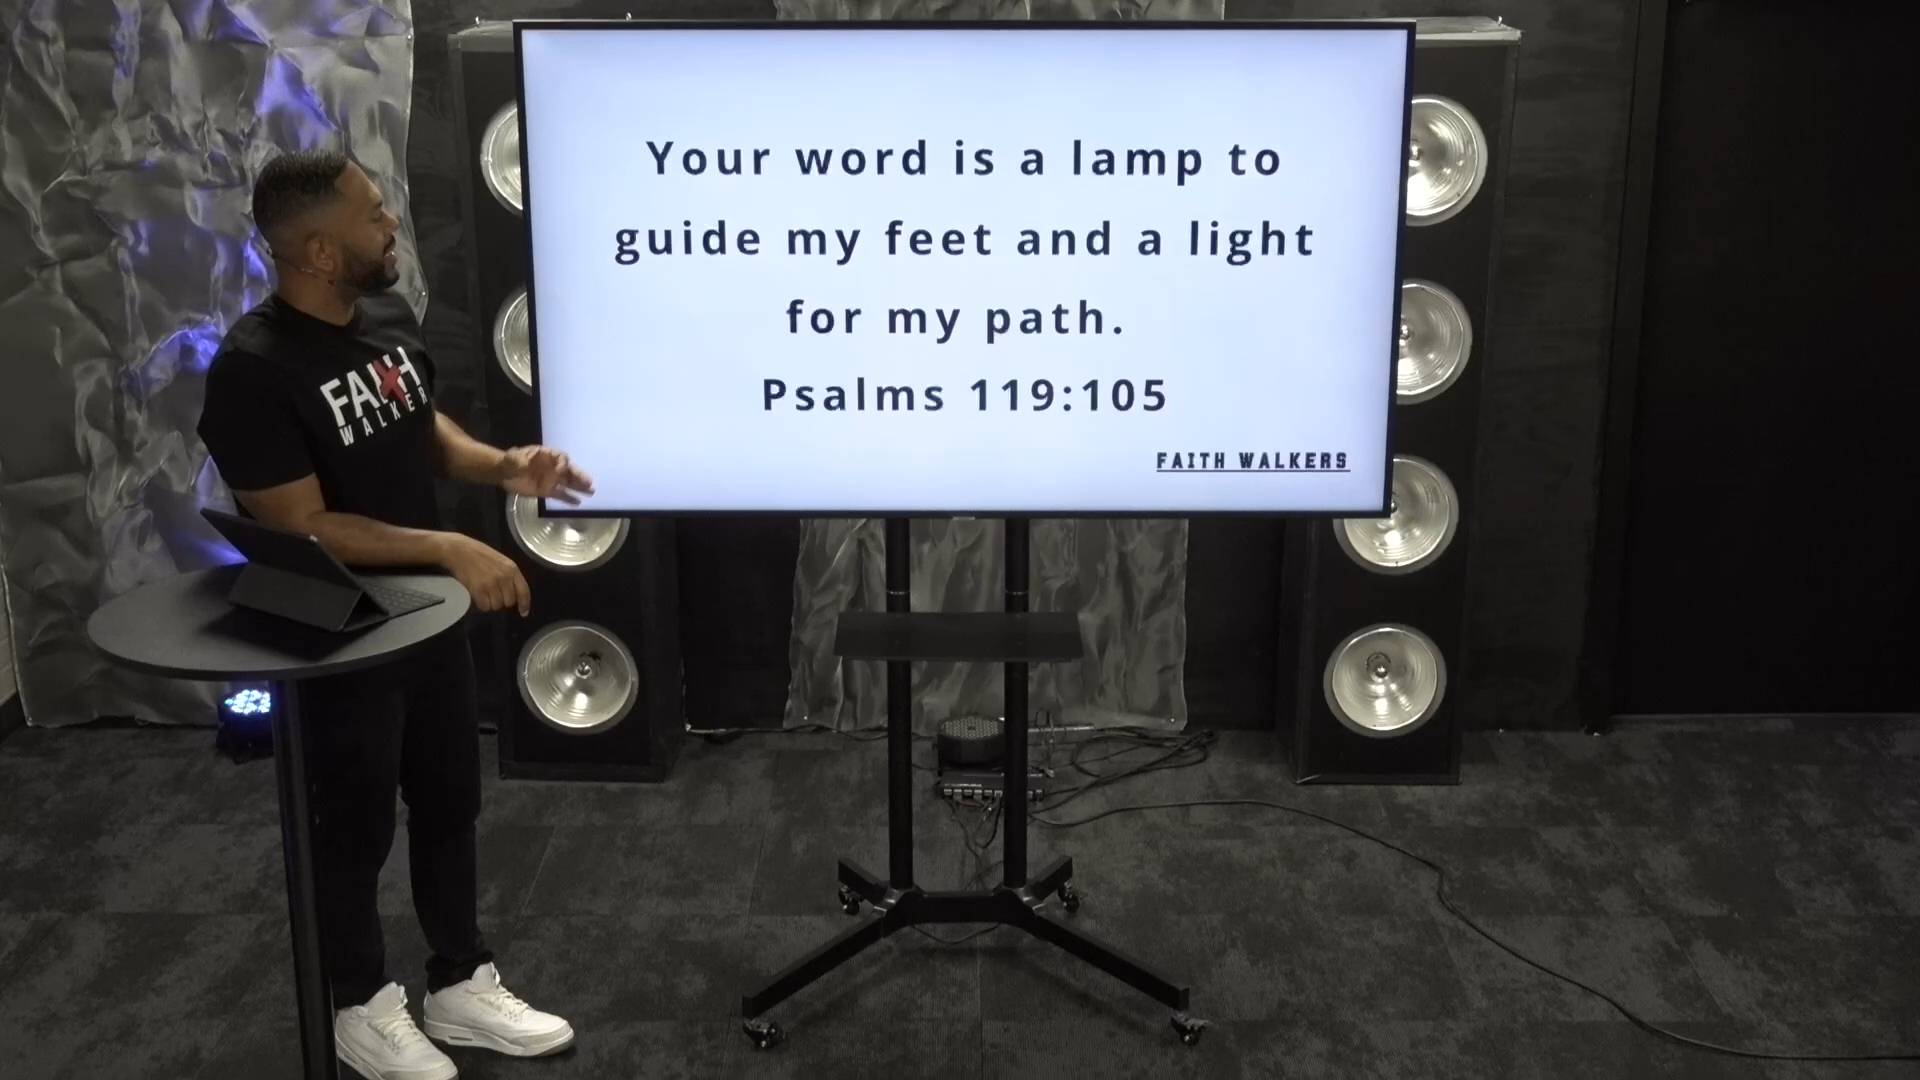 Your word is a lamp to
guide my feet and a light
for my path.
Psalms 119:105
FAITH WALKERS
FAITH
WALKER